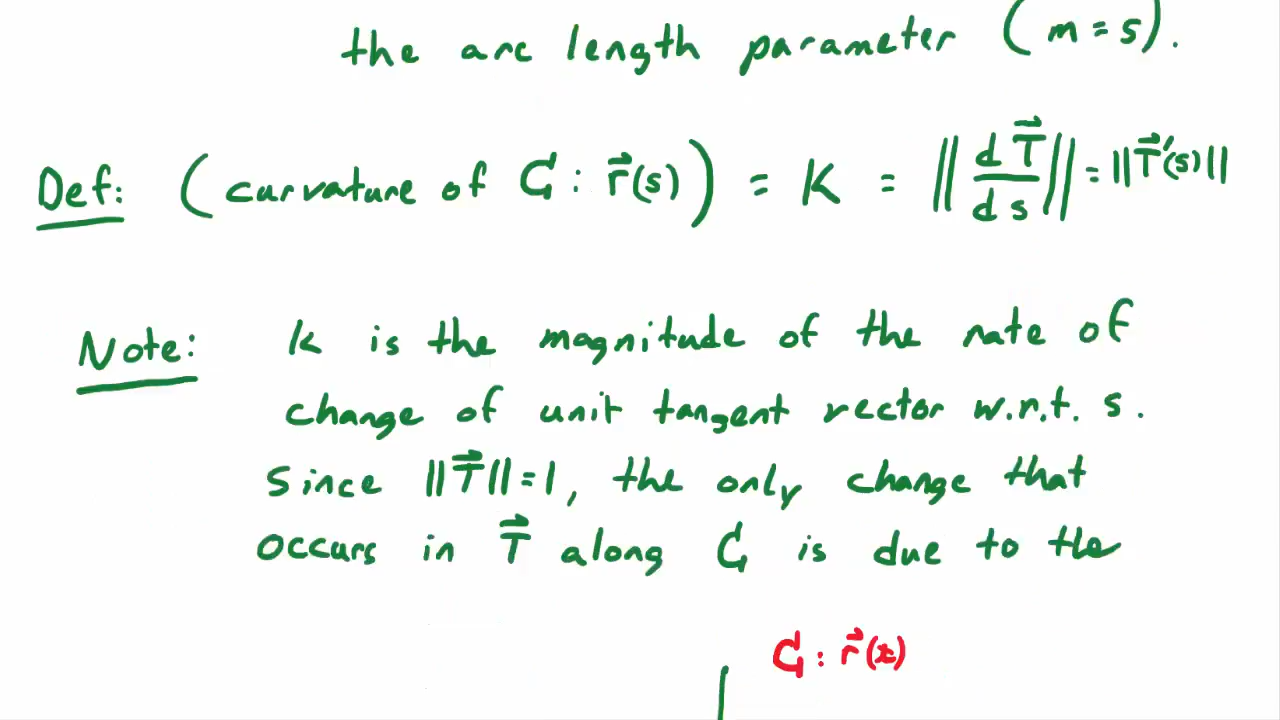 the arc length parameter (m = s).
Def: (curvature of C : r⃗(s)) = K = ||dT⃗/ds|| = ||T⃗'(s)||
Note: K is the magnitude of the rate of
change of unit tangent vector w.r.t. s.
Since ||T⃗|| = 1, the only change that
occurs in T⃗ along C is due to the
C : r⃗(t)